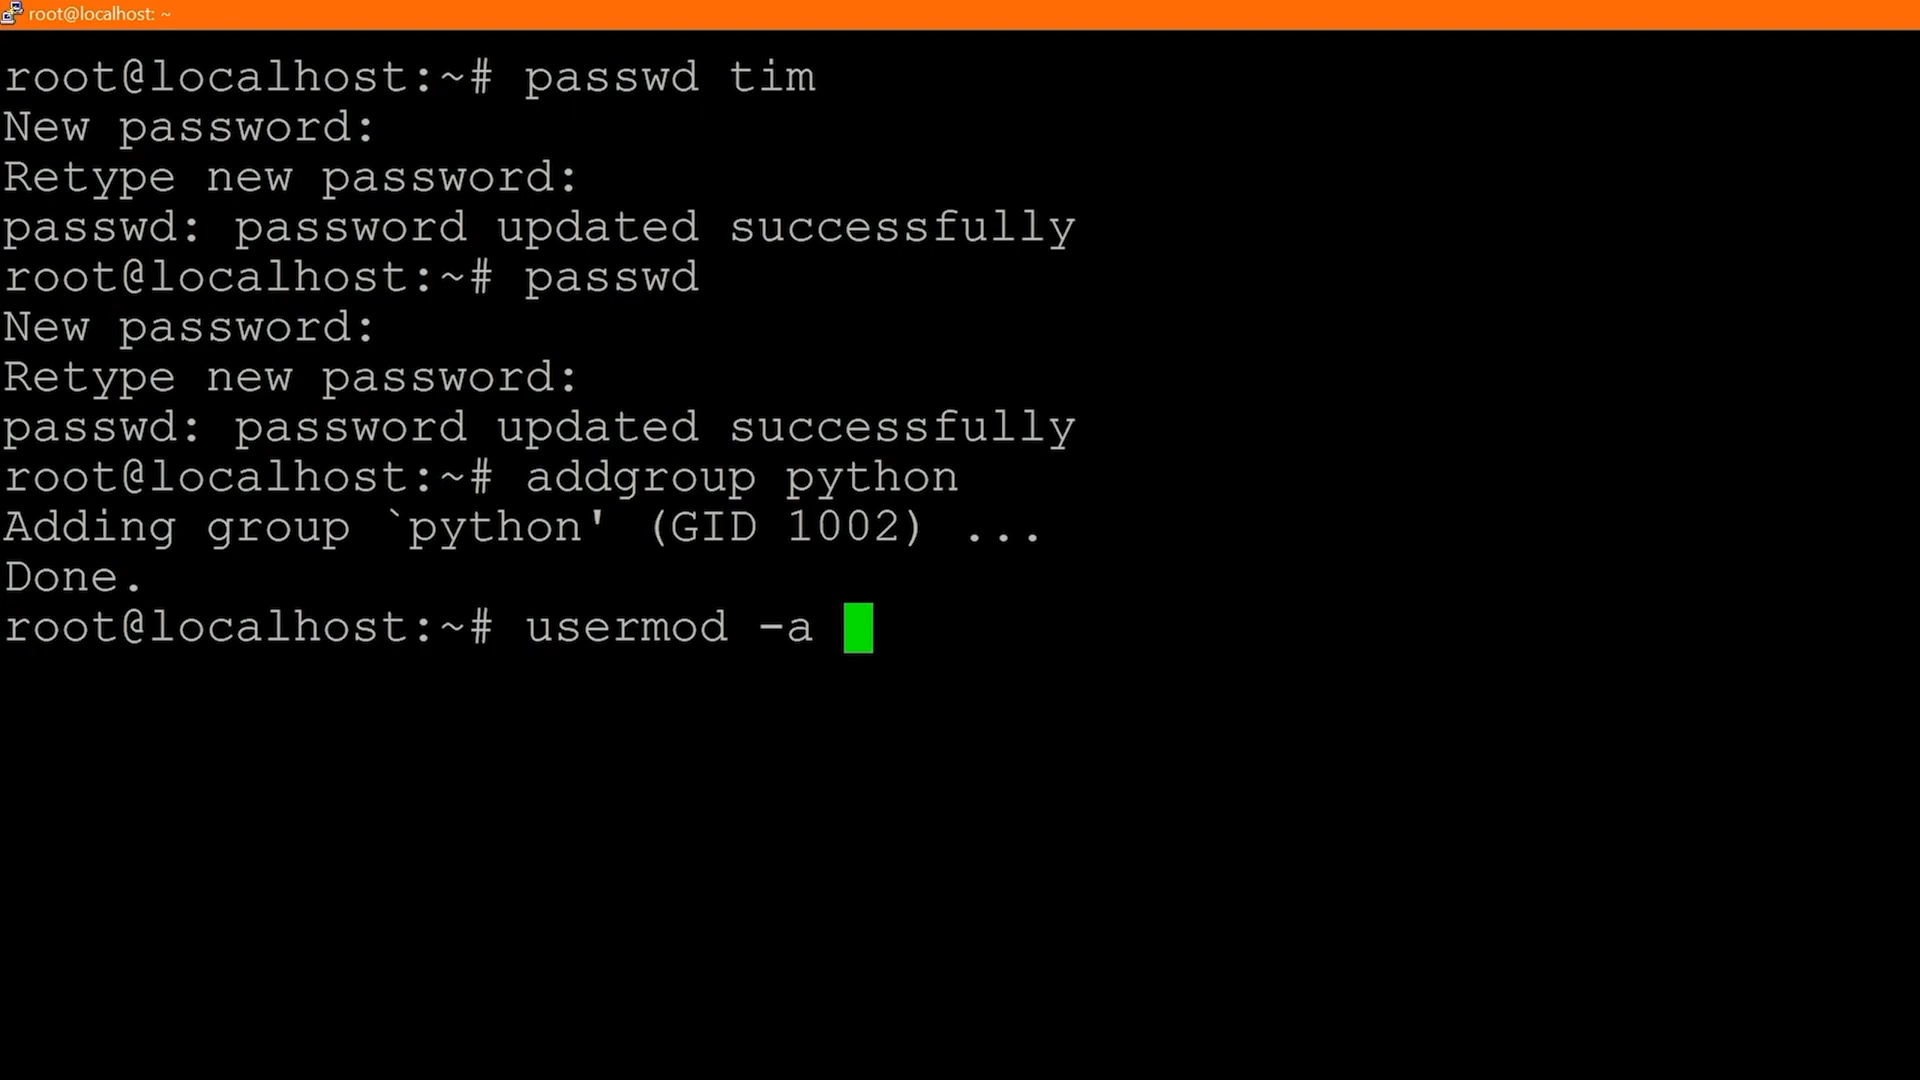 root@localhost: ~
root@localhost:~# passwd tim
New password:
Retype new password:
passwd: password updated successfully
root@localhost:~# passwd
New password:
Retype new password:
passwd: password updated successfully
root@localhost:~# addgroup python
Adding group `python' (GID 1002) ...
Done.
root@localhost:~# usermod -a